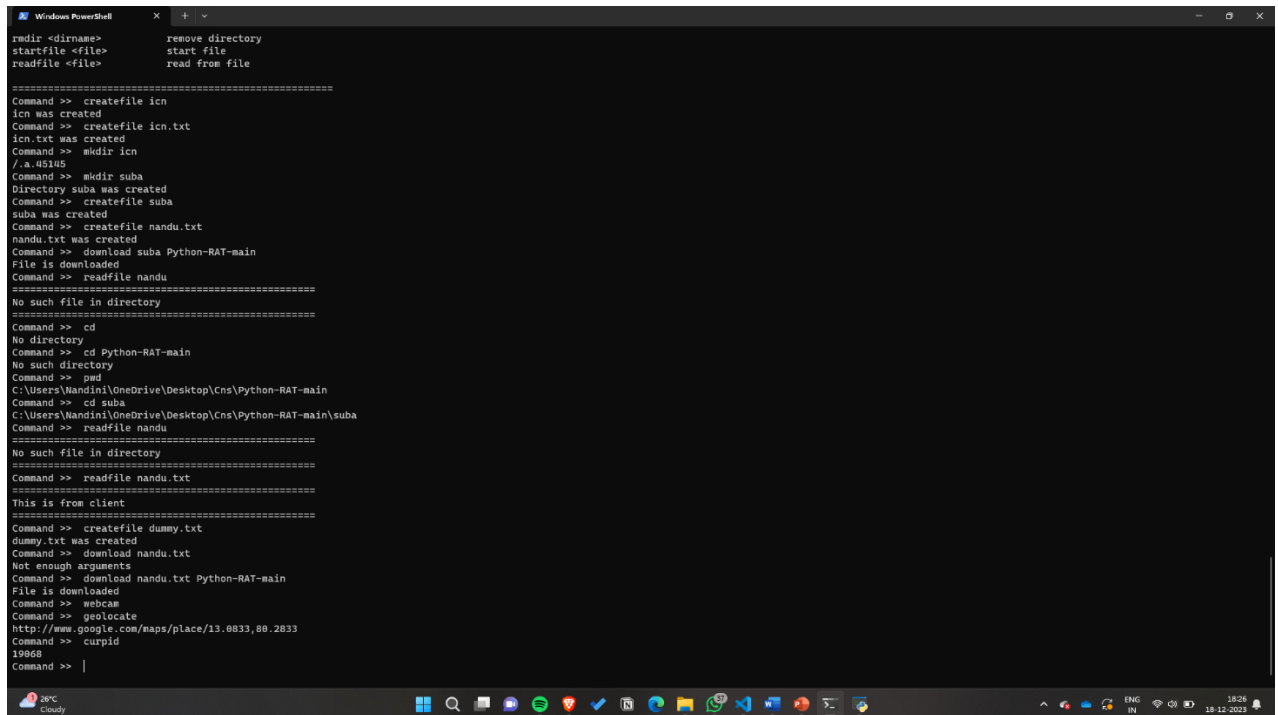 Windows PowerShell
rmdir <dirname> remove directory
startfile <file> start file
readfile <file> read from file
======================================================
Command >> createfile icn
icn was created
Command >> createfile icn.txt
icn.txt was created
Command >> mkdir icn
/.a.45145
Command >> mkdir suba
Directory suba was created
Command >> createfile suba
suba was created
Command >> createfile nandu.txt
nandu.txt was created
Command >> download suba Python-RAT-main
File is downloaded
Command >> readfile nandu
===================================================
No such file in directory
===================================================
Command >> cd
No directory
Command >> cd Python-RAT-main
No such directory
Command >> pwd
C:\Users\Nandini\OneDrive\Desktop\Cns\Python-RAT-main
Command >> cd suba
C:\Users\Nandini\OneDrive\Desktop\Cns\Python-RAT-main\suba
Command >> readfile nandu
===================================================
No such file in directory
===================================================
Command >> readfile nandu.txt
===================================================
This is from client
===================================================
Command >> createfile dummy.txt
dummy.txt was created
Command >> download nandu.txt
Not enough arguments
Command >> download nandu.txt Python-RAT-main
File is downloaded
Command >> webcam
Command >> geolocate
http://www.google.com/maps/place/13.0833,80.2833
Command >> curpid
19068
Command >>
26°C
Cloudy
37
ENG
IN
18:26
18-12-2023